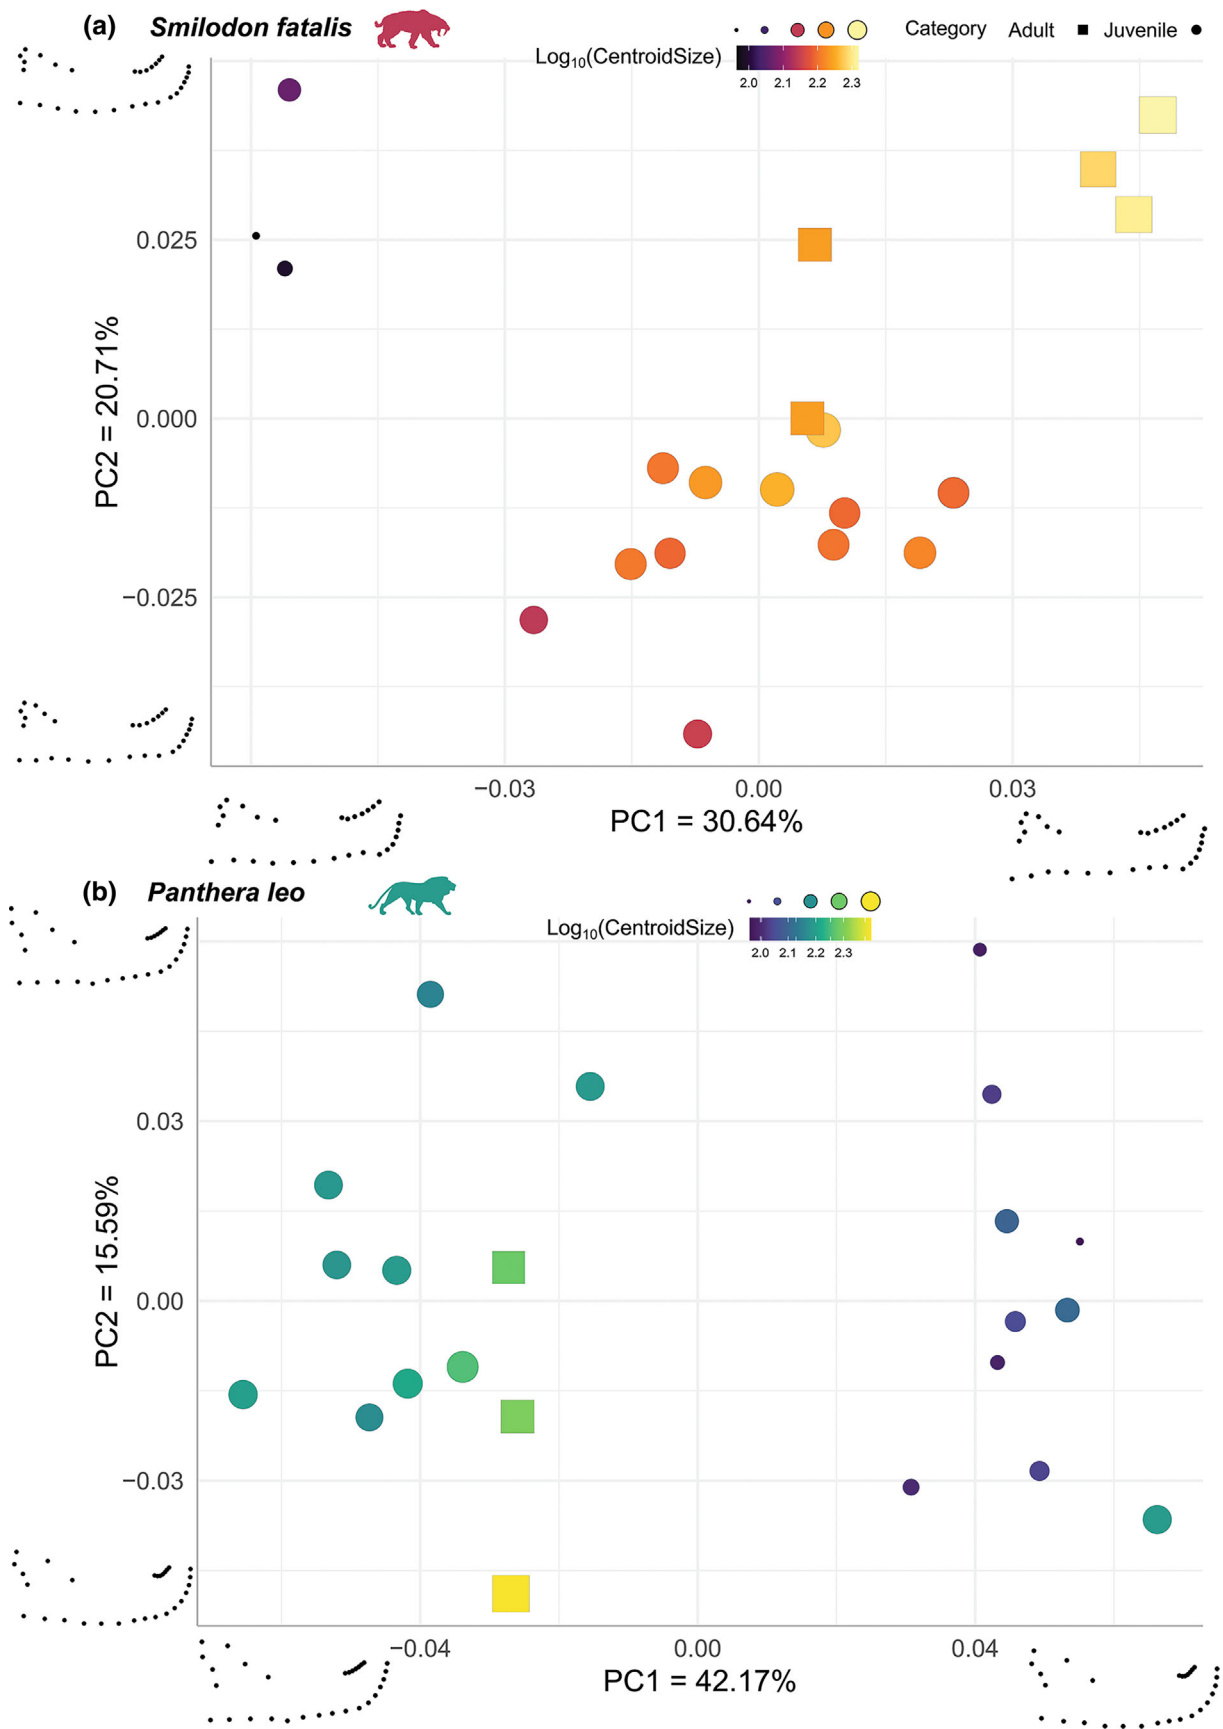 (a) Smilodon fatalis
Category Adult Juvenile
Log10(CentroidSize)
2.0 2.1 2.2 2.3
0.025
0.000
−0.025
PC2 = 20.71%
−0.03 0.00 0.03
PC1 = 30.64%
(b) Panthera leo
Log10(CentroidSize)
2.0 2.1 2.2 2.3
0.03
0.00
−0.03
PC2 = 15.59%
−0.04 0.00 0.04
PC1 = 42.17%